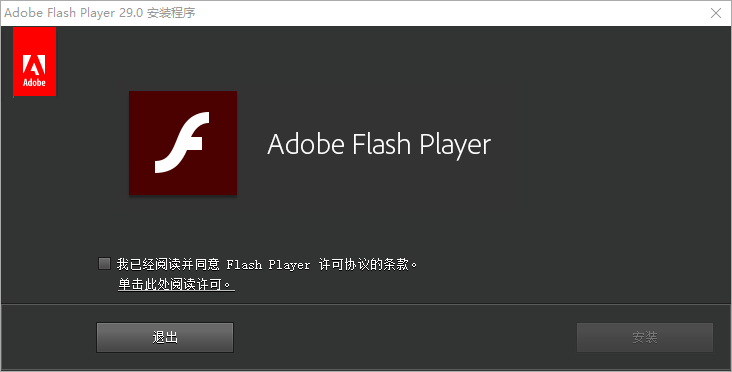 Adobe Flash Player 29.0 安装程序
Adobe
Adobe Flash Player
我已经阅读并同意 Flash Player 许可协议的条款。
单击此处阅读许可。
退出
安装